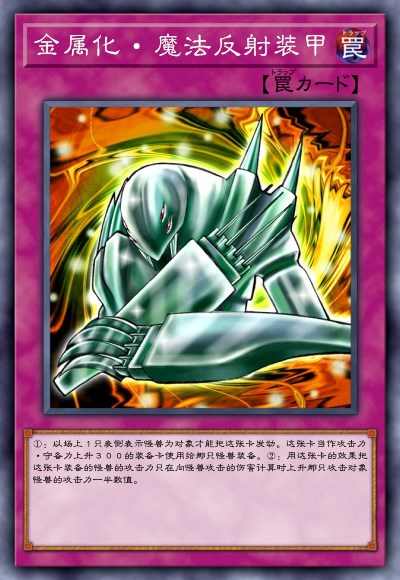 金属化・魔法反射装甲
トラップ
罠
トラップ
【罠カード】
①：以场上１只表侧表示怪兽为对象才能把这张卡发动。这张卡当作攻击力
・守备力上升３００的装备卡使用给那只怪兽装备。②：用这张卡的效果把
这张卡装备的怪兽的攻击力只在向怪兽攻击的伤害计算时上升那只攻击对象
怪兽的攻击力一半数值。